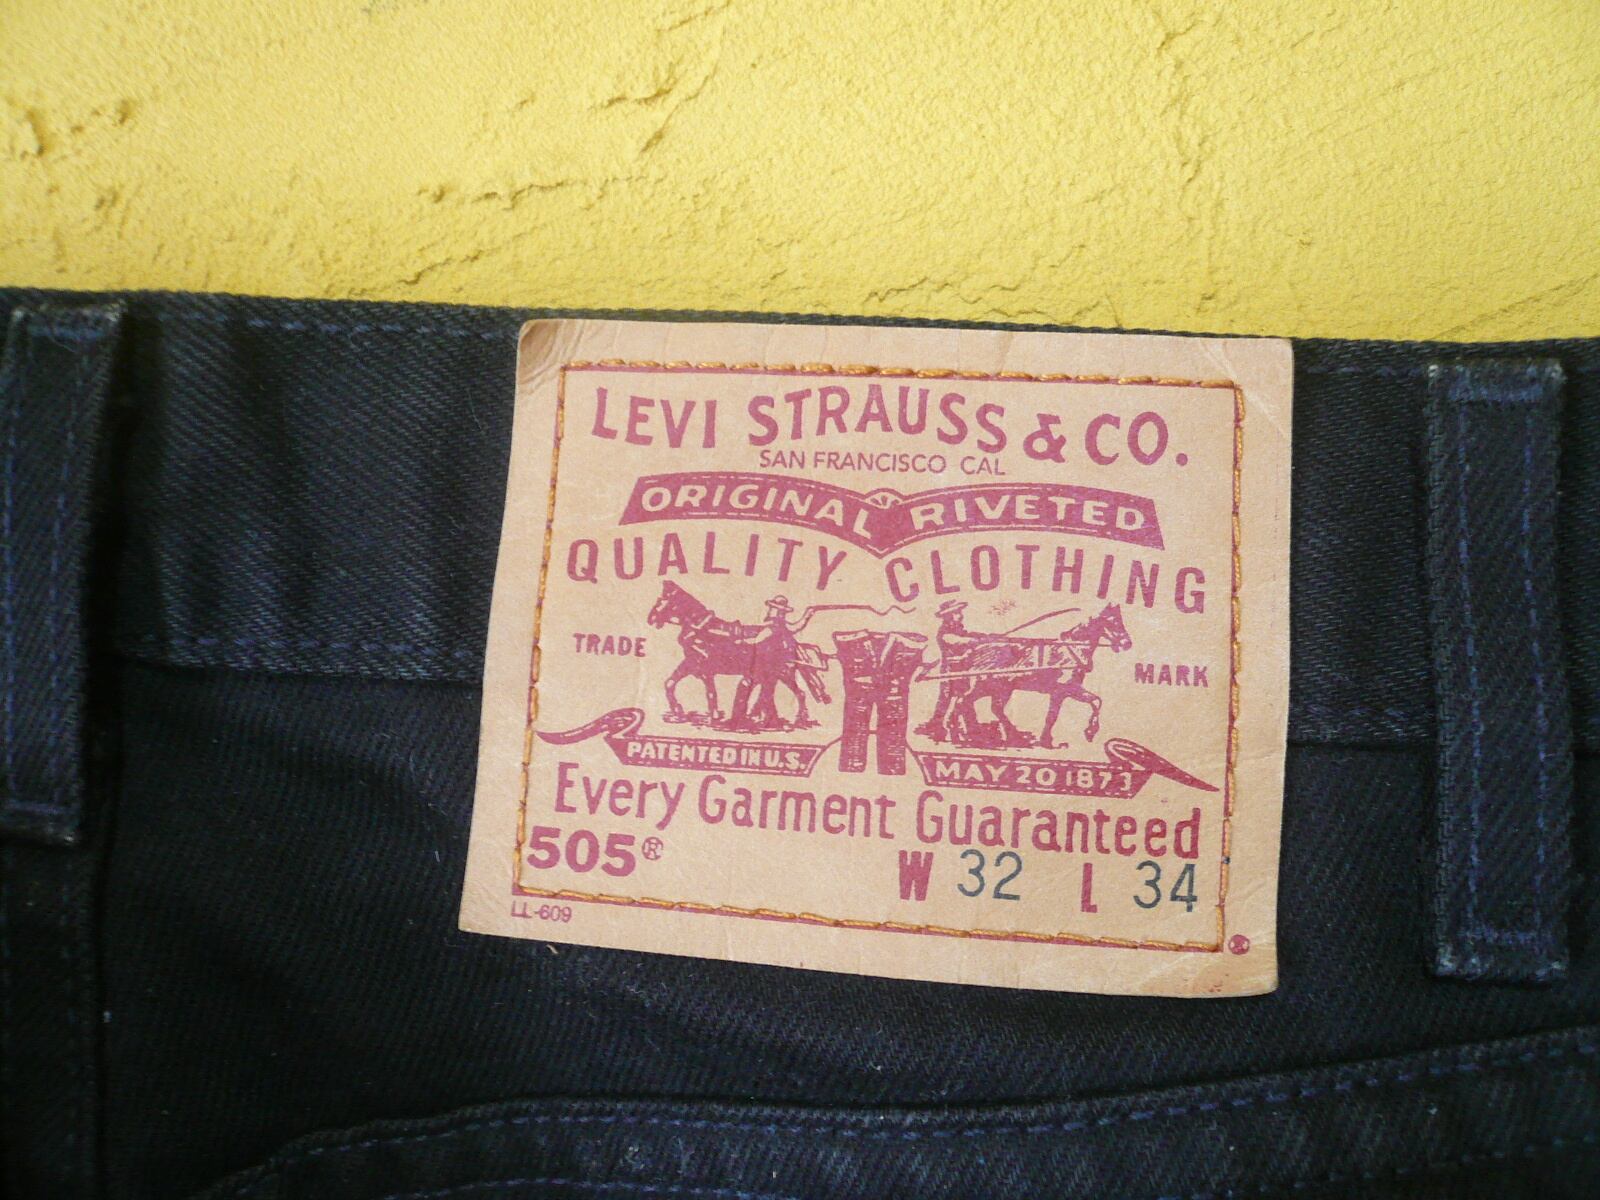 LEVI STRAUSS & CO.
SAN FRANCISCO CAL
ORIGINAL RIVETED
QUALITY CLOTHING
TRADE MARK
PATENTED IN U.S. MAY 20 1873
Every Garment Guaranteed
505®
W 32 L 34
LL-609
®